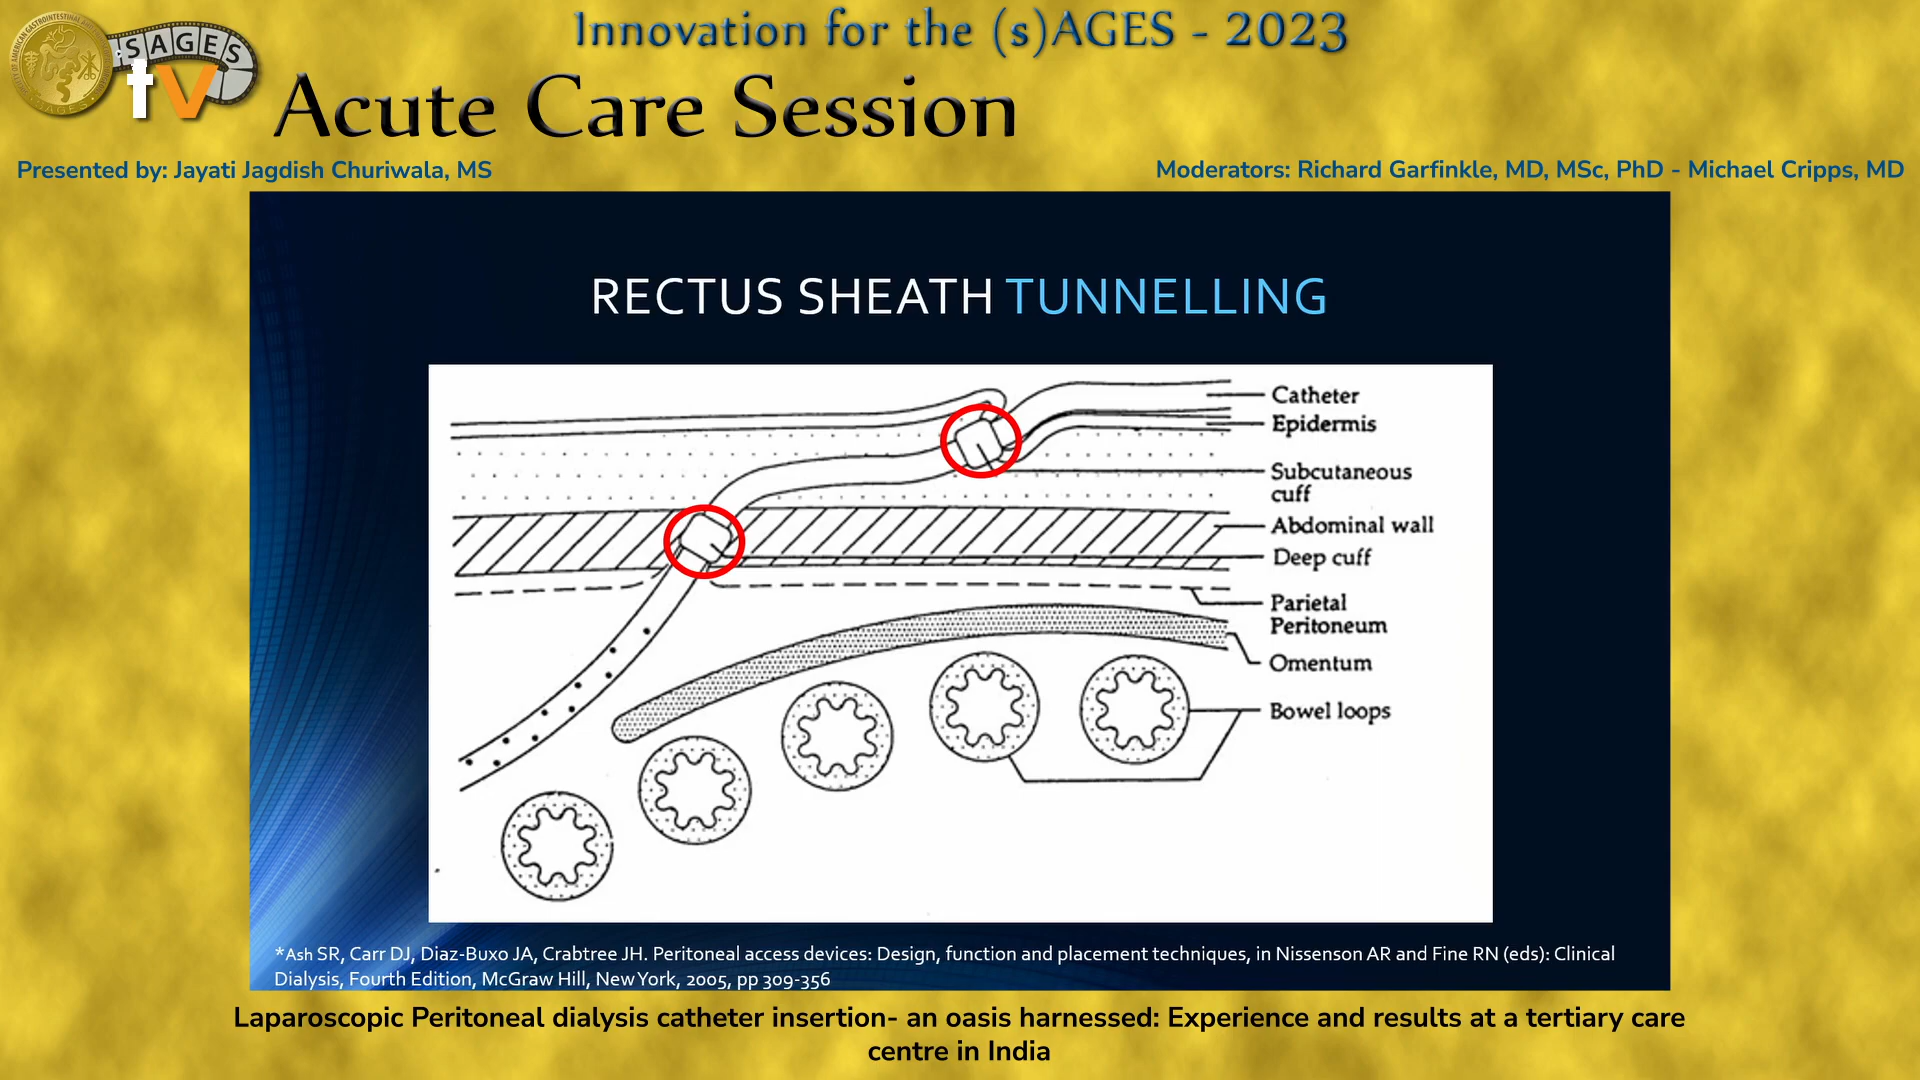 Innovation for the (s)AGES - 2023
SAGES
tv
Acute Care Session
Presented by: Jayati Jagdish Churiwala, MS
Moderators: Richard Garfinkle, MD, MSc, PhD - Michael Cripps, MD
RECTUS SHEATH TUNNELLING
Catheter
Epidermis
Subcutaneous
cuff
Abdominal wall
Deep cuff
Parietal
Peritoneum
Omentum
Bowel loops
*Ash SR, Carr DJ, Diaz-Buxo JA, Crabtree JH. Peritoneal access devices: Design, function and placement techniques, in Nissenson AR and Fine RN (eds): Clinical
Dialysis, Fourth Edition, McGraw Hill, New York, 2005, pp 309-356
Laparoscopic Peritoneal dialysis catheter insertion- an oasis harnessed: Experience and results at a tertiary care
centre in India